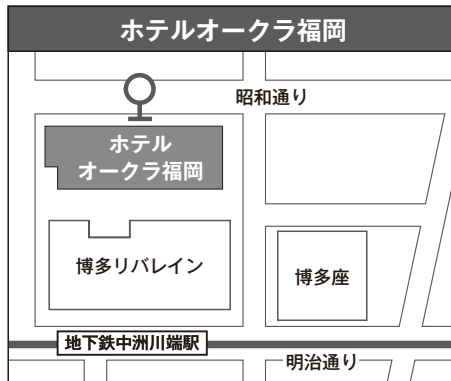 ホテルオークラ福岡
昭和通り
ホテル
オークラ福岡
博多リバレイン
博多座
地下鉄中洲川端駅
明治通り